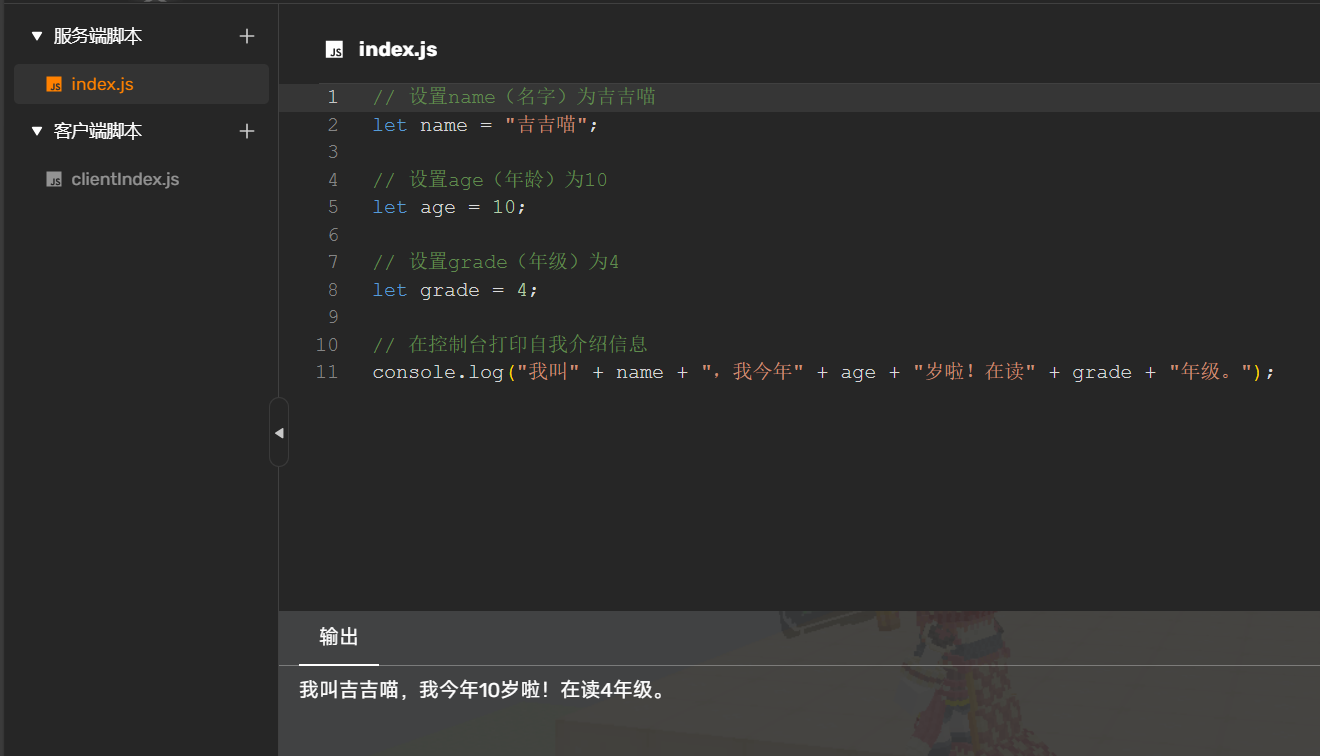 服务端脚本
index.js
客户端脚本
clientIndex.js
index.js
1 // 设置name（名字）为吉吉喵
2 let name = "吉吉喵";
3
4 // 设置age（年龄）为10
5 let age = 10;
6
7 // 设置grade（年级）为4
8 let grade = 4;
9
10 // 在控制台打印自我介绍信息
11 console.log("我叫" + name + "，我今年" + age + "岁啦！在读" + grade + "年级。");
输出
我叫吉吉喵，我今年10岁啦！在读4年级。